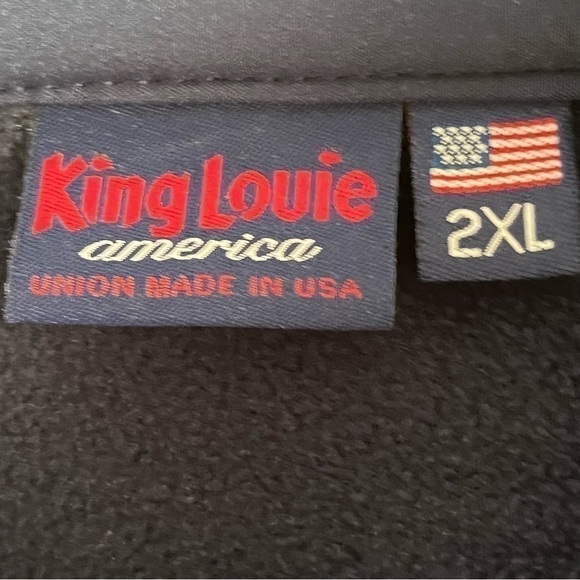 King Louie
america
UNION MADE IN USA
2XL